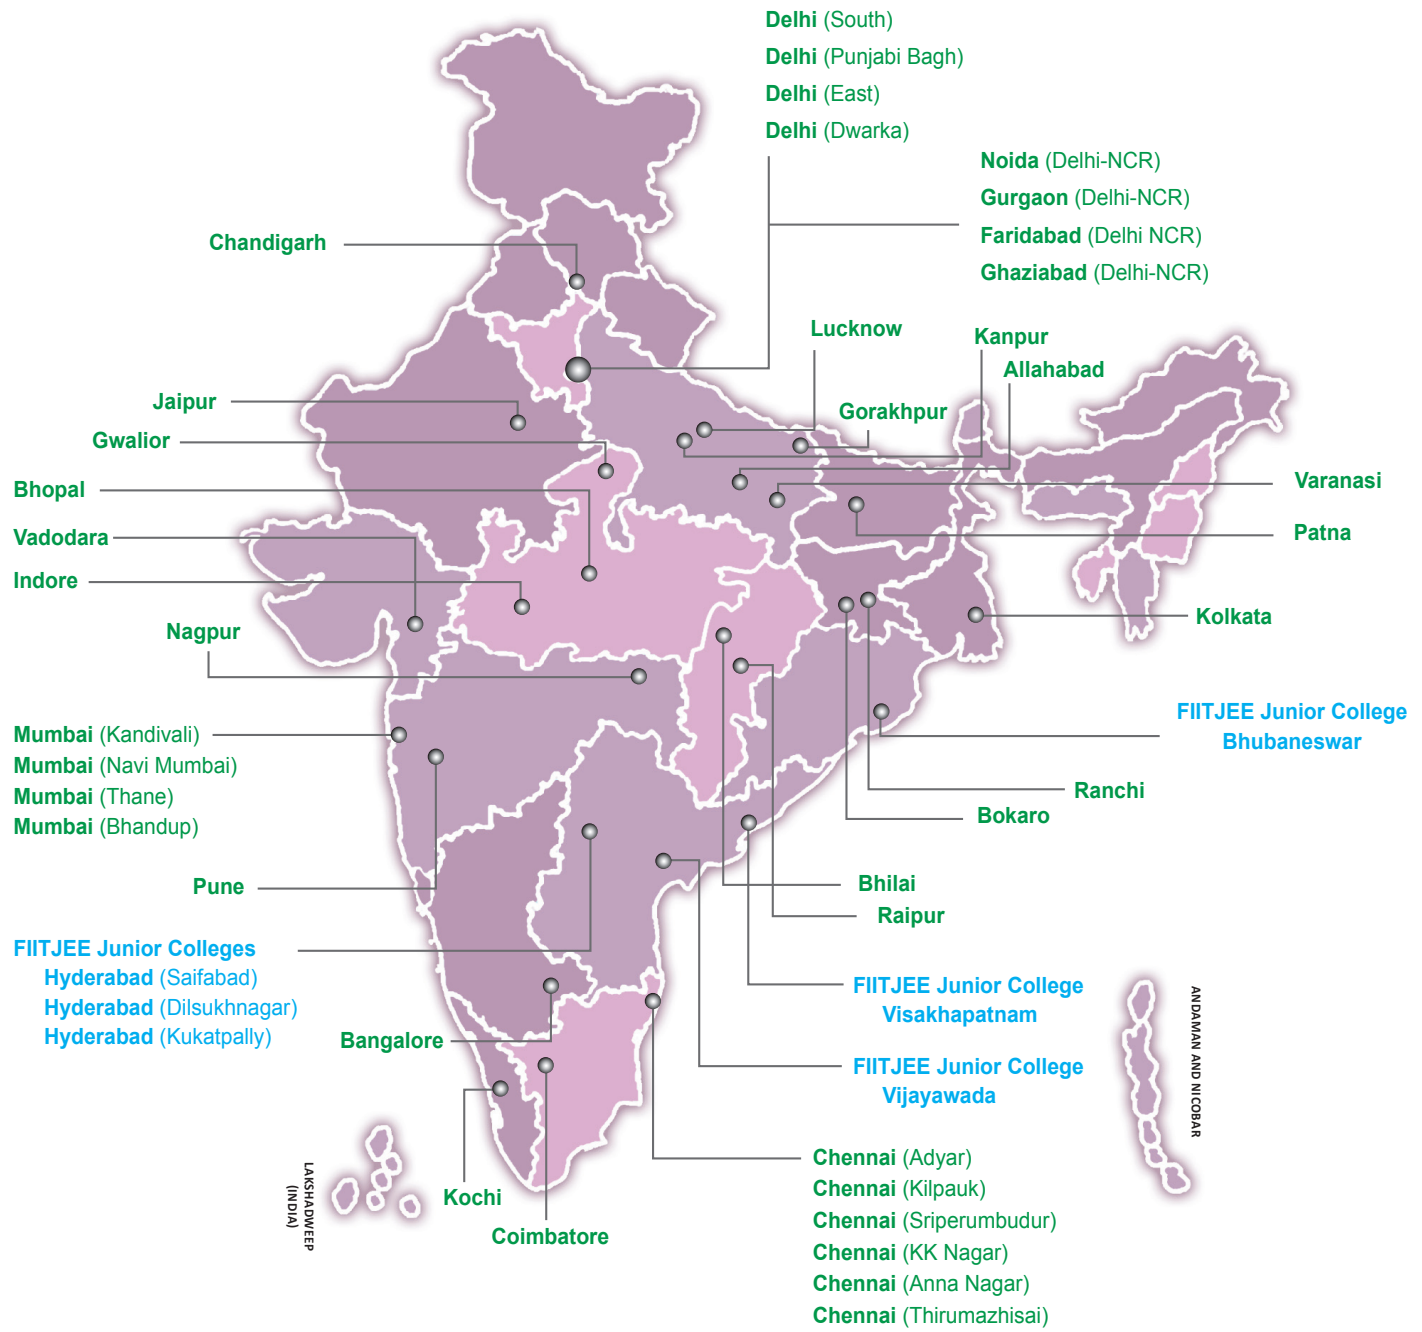 Delhi (South)
Delhi (Punjabi Bagh)
Delhi (East)
Delhi (Dwarka)
Noida (Delhi-NCR)
Gurgaon (Delhi-NCR)
Faridabad (Delhi NCR)
Ghaziabad (Delhi-NCR)
Chandigarh
Lucknow
Kanpur
Allahabad
Jaipur
Gorakhpur
Gwalior
Varanasi
Bhopal
Patna
Vadodara
Indore
Kolkata
Nagpur
FIITJEE Junior College
Bhubaneswar
Mumbai (Kandivali)
Mumbai (Navi Mumbai)
Mumbai (Thane)
Mumbai (Bhandup)
Ranchi
Bokaro
Pune
Bhilai
Raipur
FIITJEE Junior Colleges
Hyderabad (Saifabad)
Hyderabad (Dilsukhnagar)
Hyderabad (Kukatpally)
FIITJEE Junior College
Visakhapatnam
Bangalore
FIITJEE Junior College
Vijayawada
ANDAMAN AND NICOBAR
LAKSHADWEEP
(INDIA)
Kochi
Coimbatore
Chennai (Adyar)
Chennai (Kilpauk)
Chennai (Sriperumbudur)
Chennai (KK Nagar)
Chennai (Anna Nagar)
Chennai (Thirumazhisai)